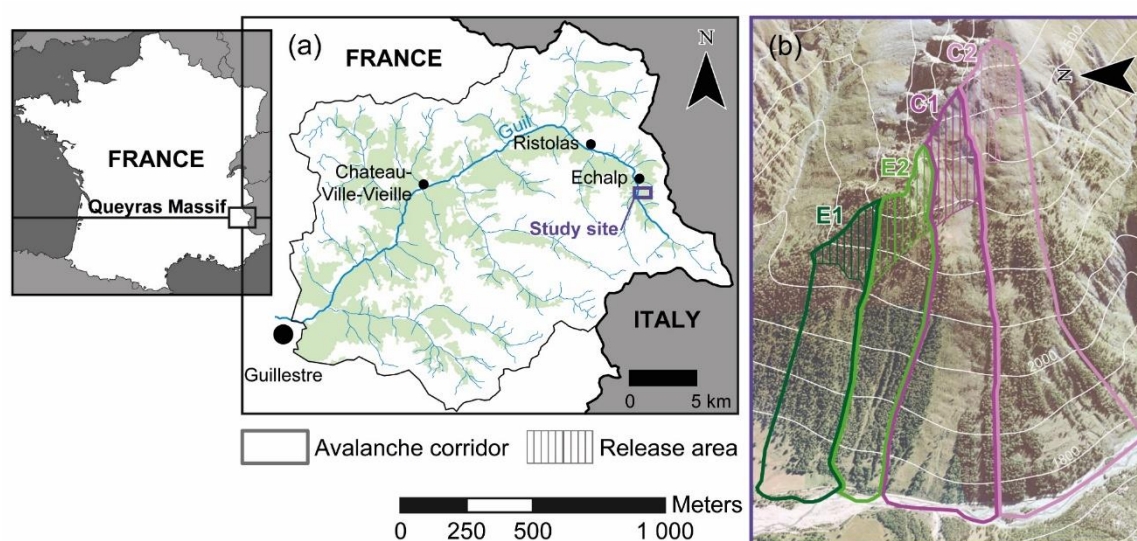 FRANCE
Queyras Massif
(a)
FRANCE
N
Guil
Ristolas
Chateau-
Ville-Vieille
Echalp
Study site
ITALY
Guillestre
0 5 km
(b)
N
C2
C1
E2
E1
2000
1800
Avalanche corridor
Release area
Meters
0 250 500 1 000